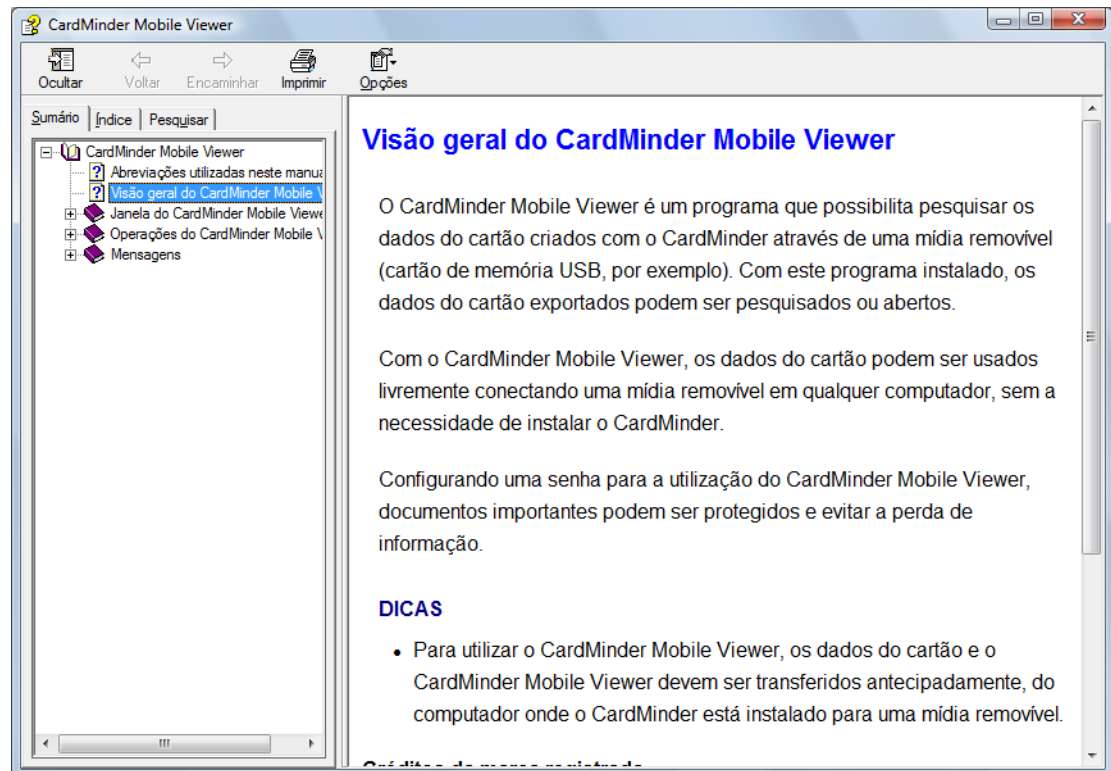 CardMinder Mobile Viewer
Ocultar Voltar Encaminhar Imprimir Opções
Sumário Índice Pesquisar
CardMinder Mobile Viewer
Abreviações utilizadas neste manua
Visão geral do CardMinder Mobile V
Janela do CardMinder Mobile Viewe
Operações do CardMinder Mobile V
Mensagens
Visão geral do CardMinder Mobile Viewer
O CardMinder Mobile Viewer é um programa que possibilita pesquisar os
dados do cartão criados com o CardMinder através de uma mídia removível
(cartão de memória USB, por exemplo). Com este programa instalado, os
dados do cartão exportados podem ser pesquisados ou abertos.
Com o CardMinder Mobile Viewer, os dados do cartão podem ser usados
livremente conectando uma mídia removível em qualquer computador, sem a
necessidade de instalar o CardMinder.
Configurando uma senha para a utilização do CardMinder Mobile Viewer,
documentos importantes podem ser protegidos e evitar a perda de
informação.
DICAS
• Para utilizar o CardMinder Mobile Viewer, os dados do cartão e o
CardMinder Mobile Viewer devem ser transferidos antecipadamente, do
computador onde o CardMinder está instalado para uma mídia removível.